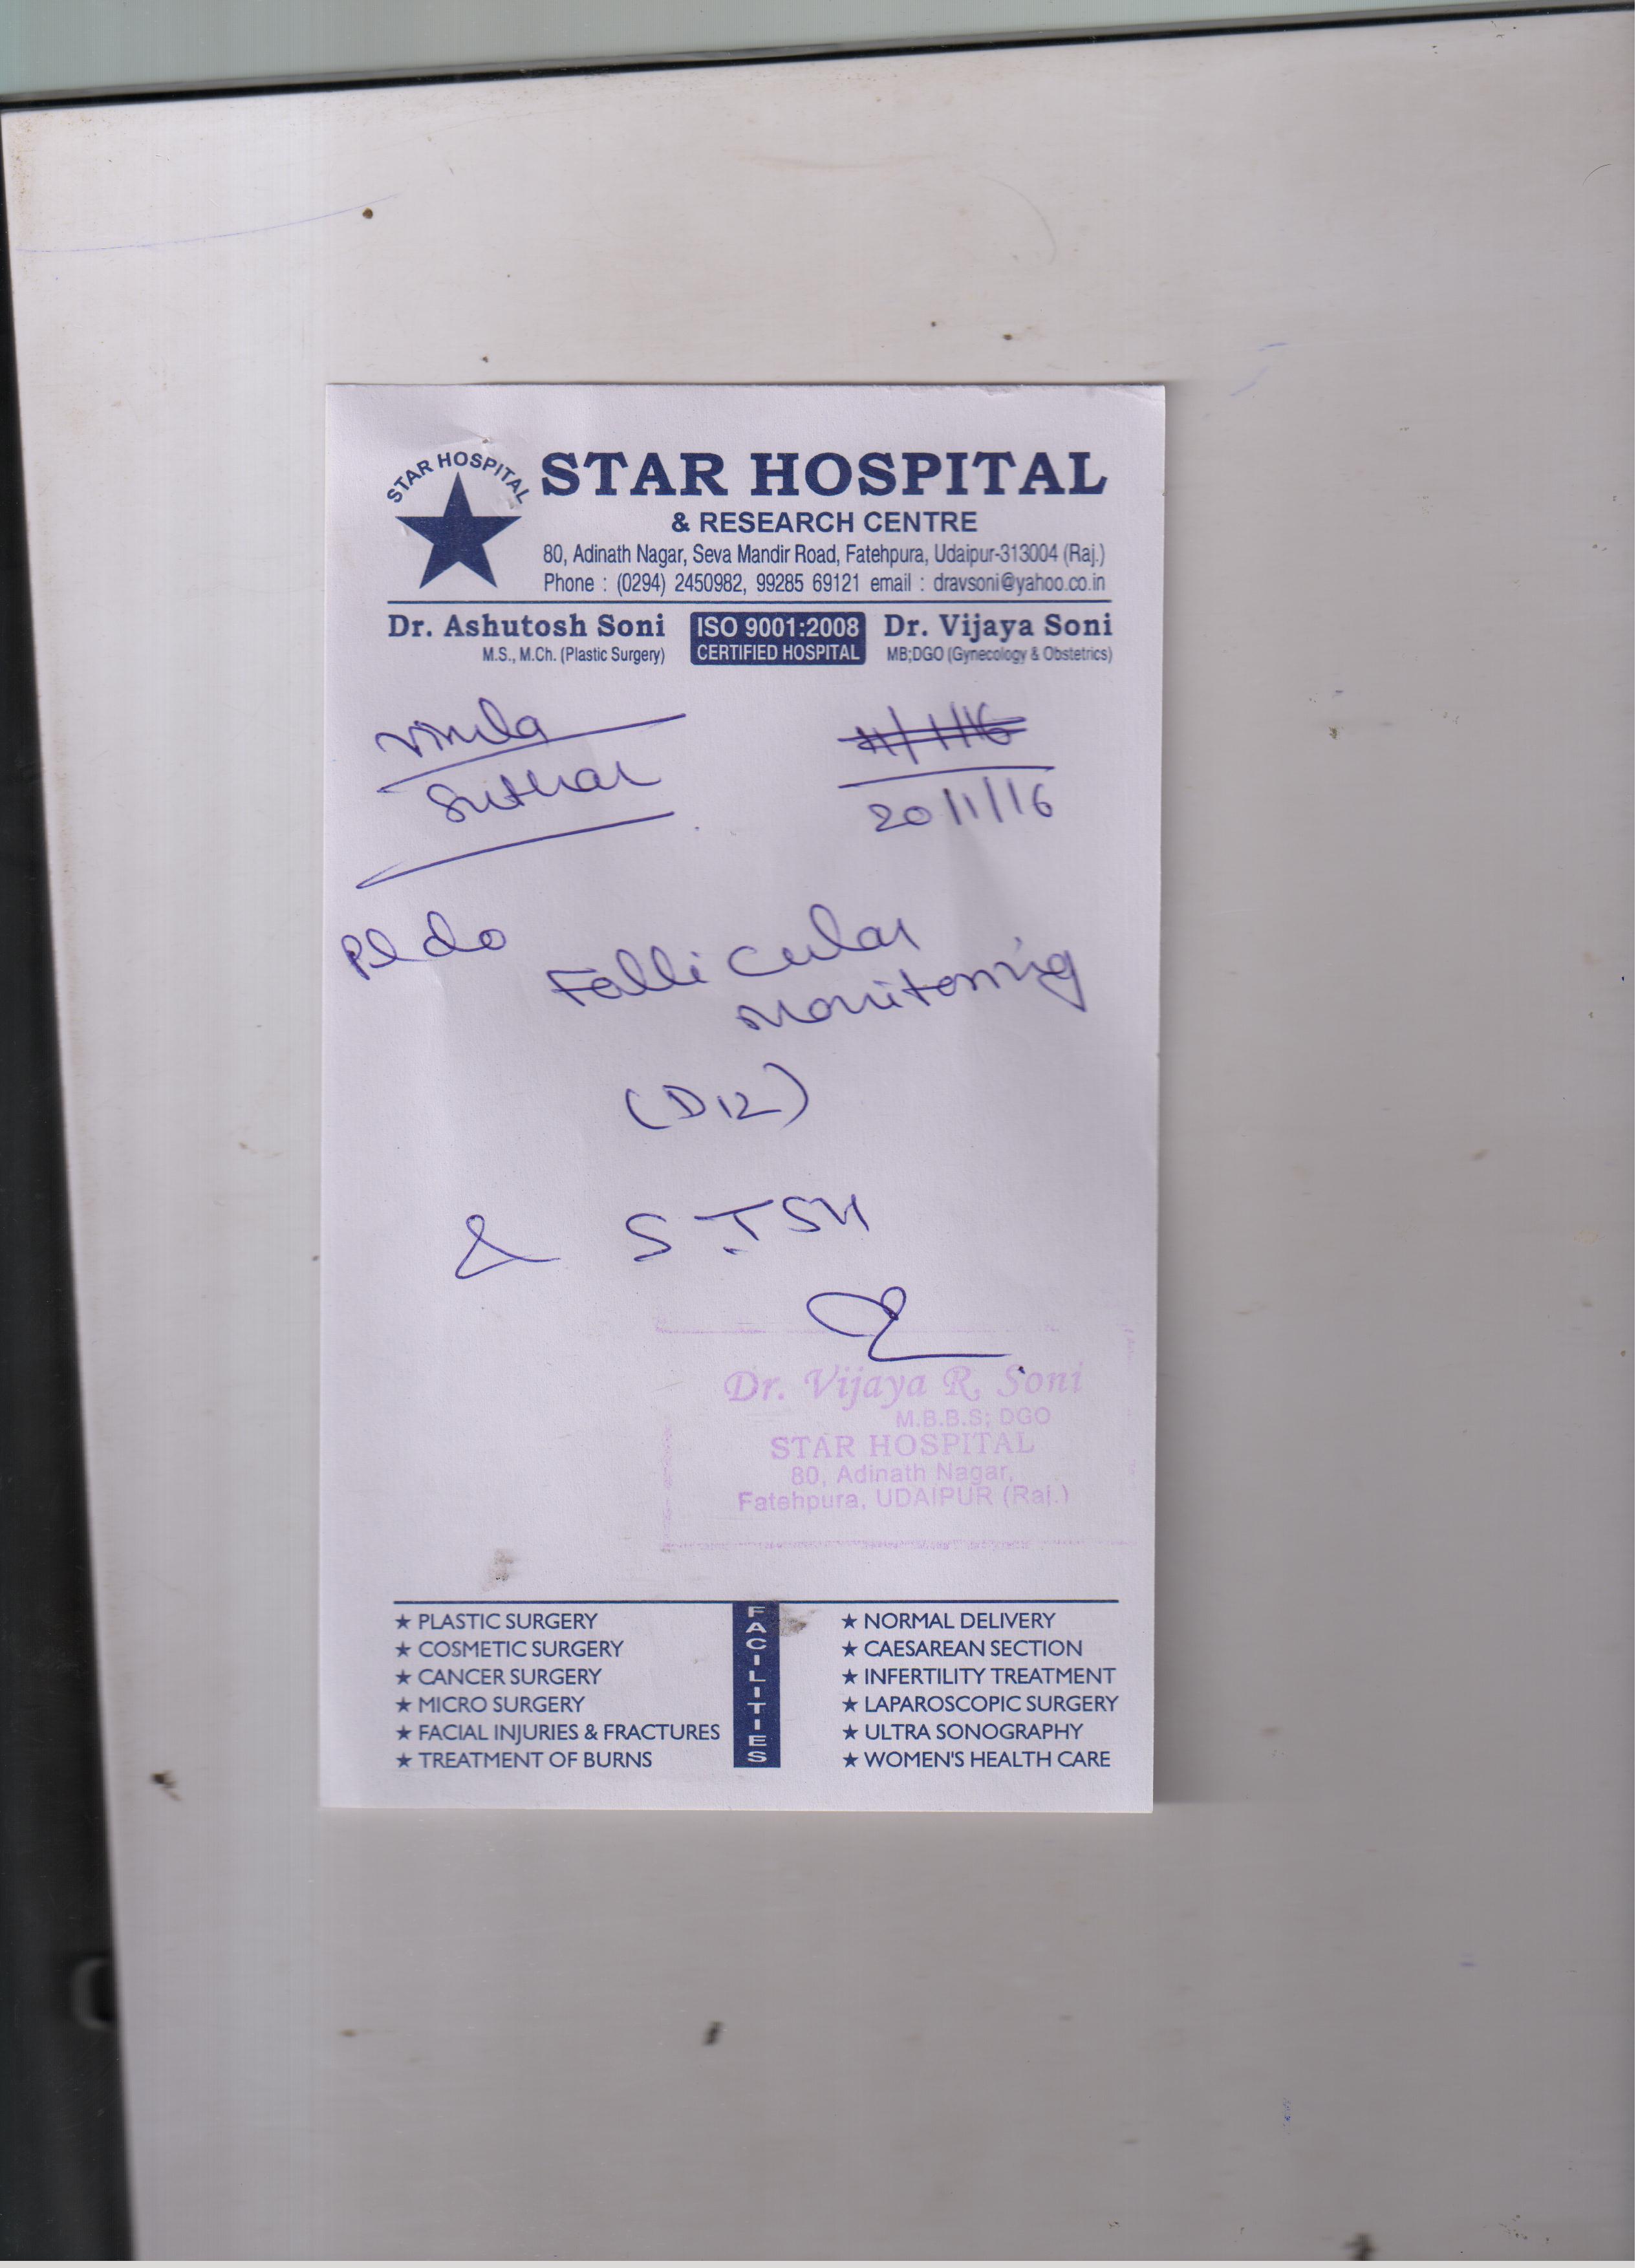 STAR HOSPITAL
STAR HOSPITAL
& RESEARCH CENTRE
80, Adinath Nagar, Seva Mandir Road, Fatehpura, Udaipur-313004 (Raj.)
Phone : (0294) 2450982, 99285 69121 email : dravsoni@yahoo.co.in
Dr. Ashutosh Soni
M.S., M.Ch. (Plastic Surgery)
ISO 9001:2008
CERTIFIED HOSPITAL
Dr. Vijaya Soni
MB;DGO (Gynecology & Obstetrics)
Vimla
Suthar
20/1/16
Pl do
Follicular
monitoring
(D12)
& S.TSH
Dr. Vijaya R. Soni
M.B.B.S; DGO
STAR HOSPITAL
80, Adinath Nagar,
Fatehpura, UDAIPUR (Raj.)
FACILITIES
★ PLASTIC SURGERY
★ COSMETIC SURGERY
★ CANCER SURGERY
★ MICRO SURGERY
★ FACIAL INJURIES & FRACTURES
★ TREATMENT OF BURNS
★ NORMAL DELIVERY
★ CAESAREAN SECTION
★ INFERTILITY TREATMENT
★ LAPAROSCOPIC SURGERY
★ ULTRA SONOGRAPHY
★ WOMEN'S HEALTH CARE